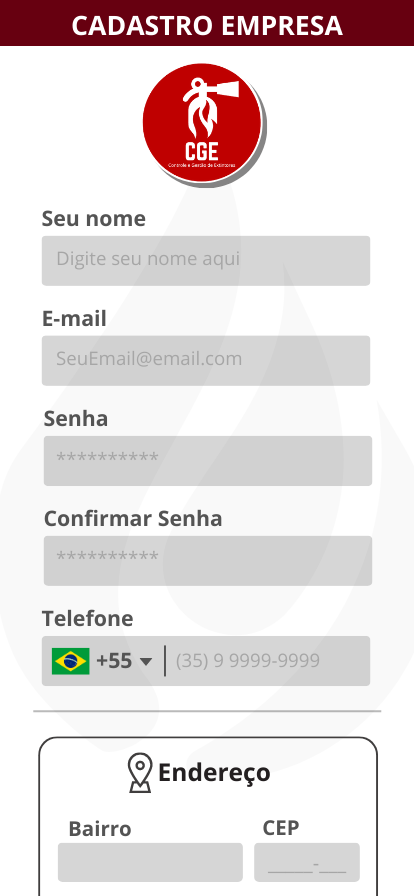 CADASTRO EMPRESA
CGE
Controle e Gestão de Extintores
Seu nome
Digite seu nome aqui
E-mail
SeuEmail@email.com
Senha
**********
Confirmar Senha
**********
Telefone
+55 (35) 9 9999-9999
Endereço
Bairro CEP
_____-___